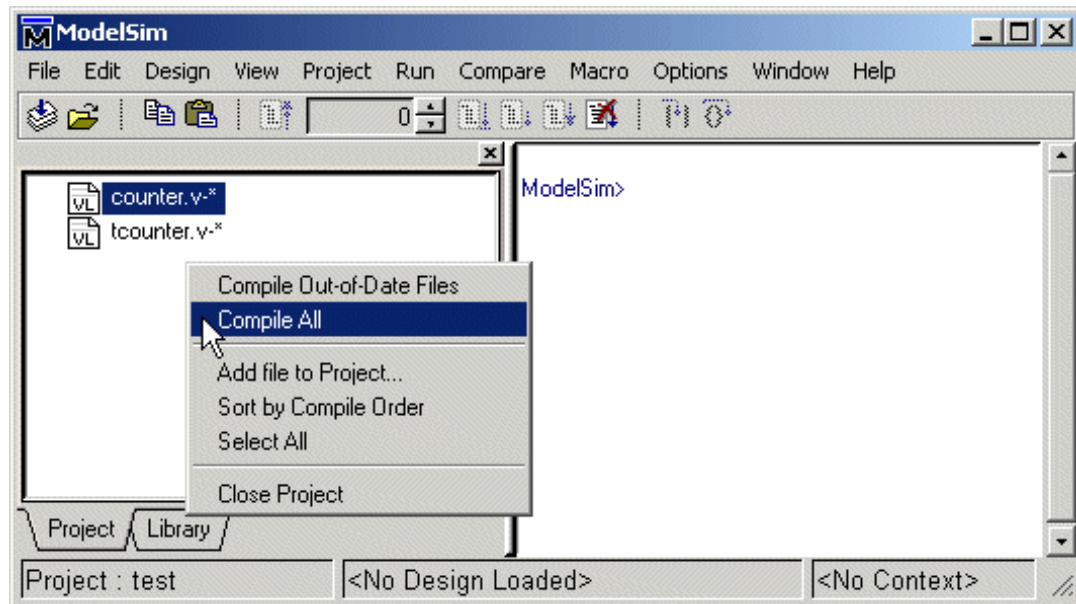 ModelSim
File Edit Design View Project Run Compare Macro Options Window Help
0
counter.v-*
tcounter.v-*
ModelSim>
Compile Out-of-Date Files
Compile All
Add file to Project...
Sort by Compile Order
Select All
Close Project
Project Library
Project : test <No Design Loaded> <No Context>